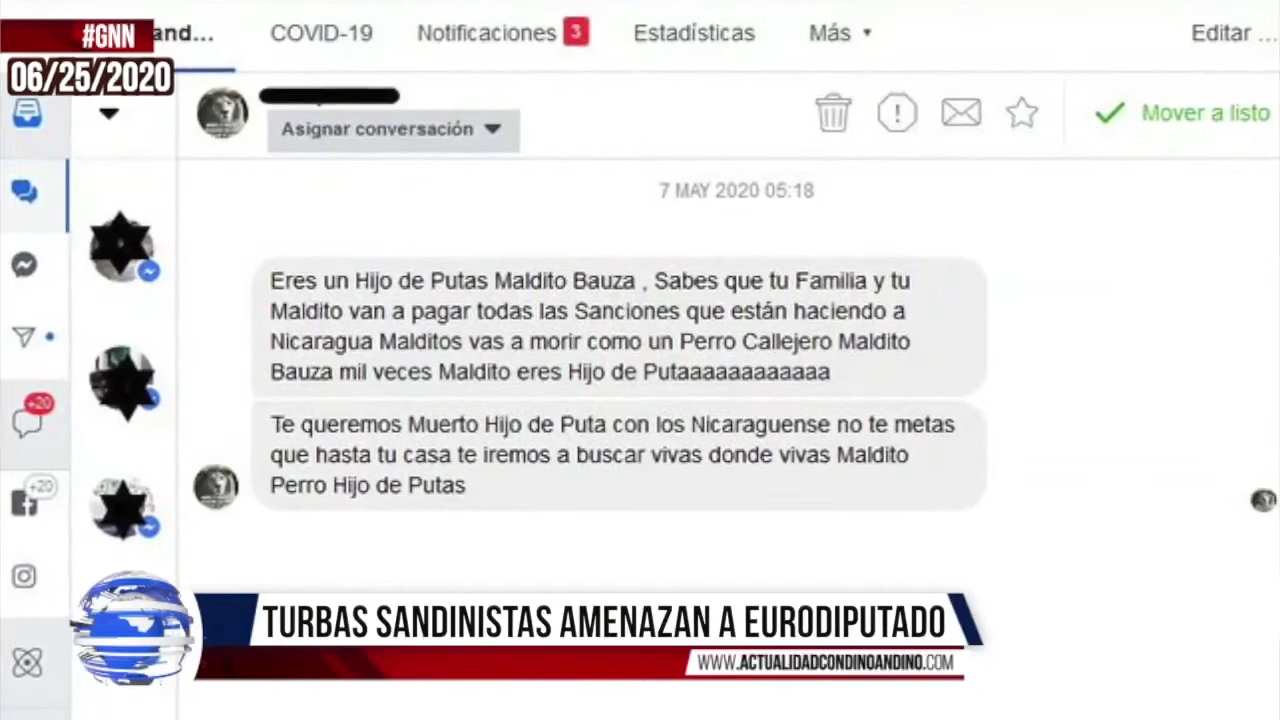 #GNN
and...
COVID-19
Notificaciones 3
Estadísticas
Más
Editar ...
06/25/2020
Asignar conversación
Mover a listo
7 MAY 2020 05:18
Eres un Hijo de Putas Maldito Bauza , Sabes que tu Familia y tu
Maldito van a pagar todas las Sanciones que están haciendo a
Nicaragua Malditos vas a morir como un Perro Callejero Maldito
Bauza mil veces Maldito eres Hijo de Putaaaaaaaaaaaa
Te queremos Muerto Hijo de Puta con los Nicaraguense no te metas
que hasta tu casa te iremos a buscar vivas donde vivas Maldito
Perro Hijo de Putas
+20
+20
TURBAS SANDINISTAS AMENAZAN A EURODIPUTADO
WWW.ACTUALIDADCONDINOANDINO.COM